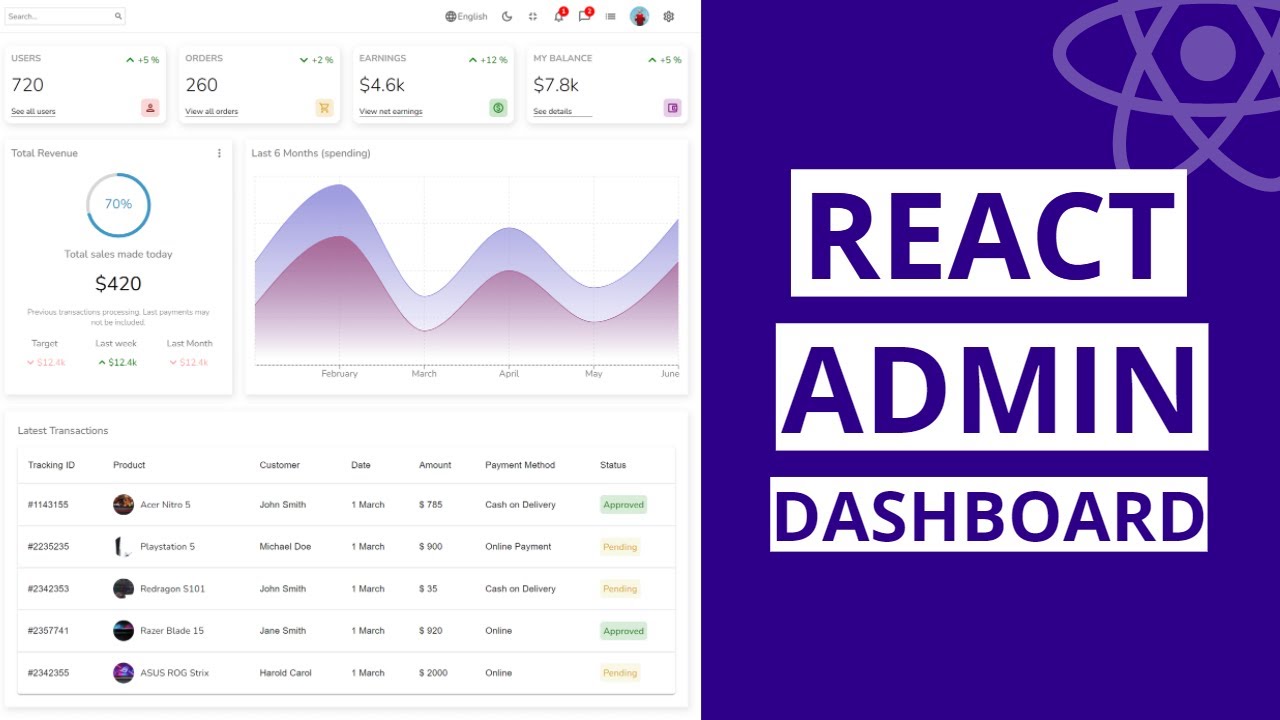 Search...
English
1
2
USERS
+5 %
720
See all users
ORDERS
+2 %
260
View all orders
EARNINGS
+12 %
$4.6k
View net earnings
MY BALANCE
+5 %
$7.8k
See details
Total Revenue
70%
Total sales made today
$420
Previous transactions processing. Last payments may
not be included.
Target Last week Last Month
$12.4k $12.4k $12.4k
Last 6 Months (spending)
February March April May June
Latest Transactions
Tracking ID Product Customer Date Amount Payment Method Status
#1143155 Acer Nitro 5 John Smith 1 March $ 785 Cash on Delivery Approved
#2235235 Playstation 5 Michael Doe 1 March $ 900 Online Payment Pending
#2342353 Redragon S101 John Smith 1 March $ 35 Cash on Delivery Pending
#2357741 Razer Blade 15 Jane Smith 1 March $ 920 Online Approved
#2342355 ASUS ROG Strix Harold Carol 1 March $ 2000 Online Pending
REACT
ADMIN
DASHBOARD